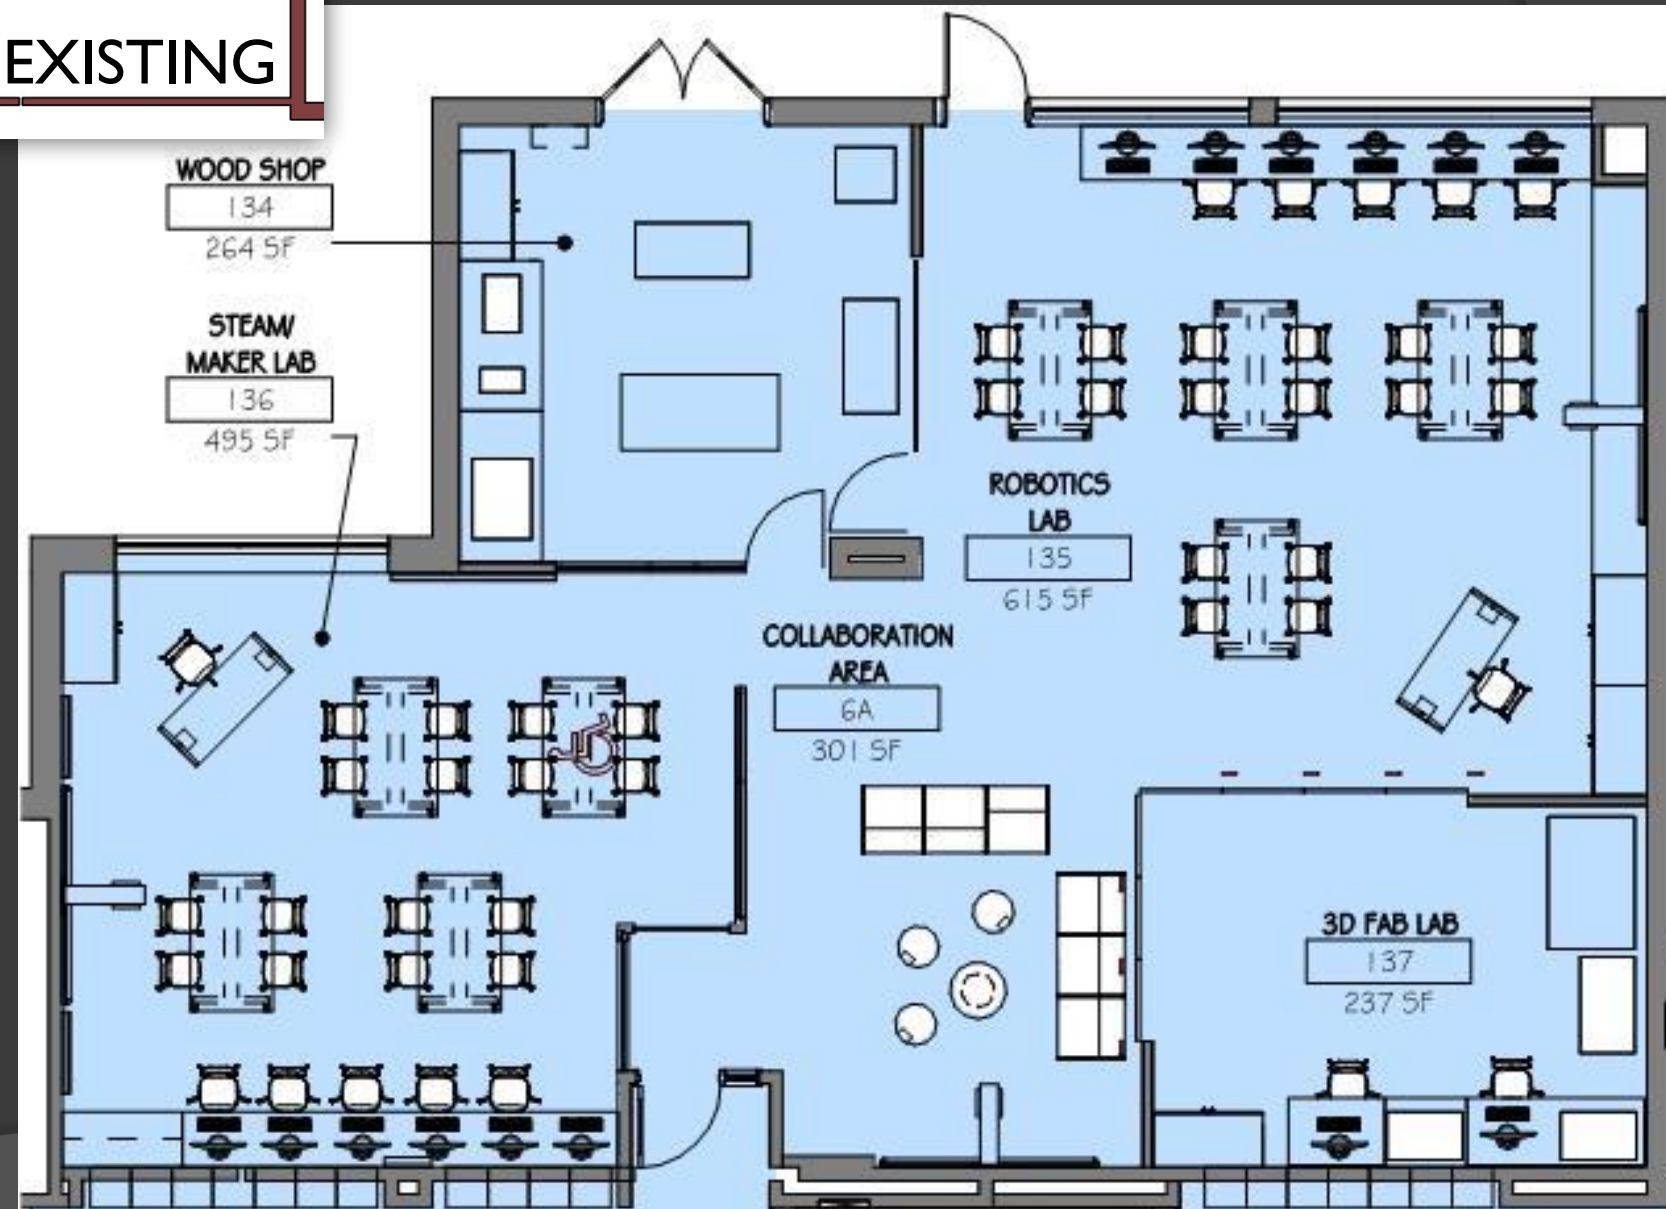 EXISTING
WOOD SHOP
134
264 SF
STEAM/
MAKER LAB
136
495 SF
ROBOTICS
LAB
135
615 SF
COLLABORATION
AREA
6A
301 SF
3D FAB LAB
137
237 SF